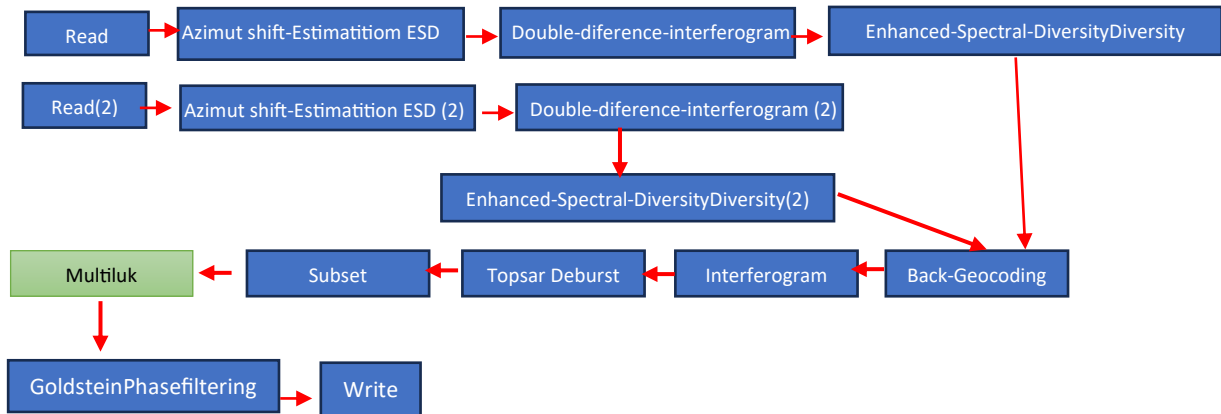 Read
Azimut shift-Estimatitiom ESD
Double-diference-interferogram
Enhanced-Spectral-DiversityDiversity
Read(2)
Azimut shift-Estimatition ESD (2)
Double-diference-interferogram (2)
Enhanced-Spectral-DiversityDiversity(2)
Multiluk
Subset
Topsar Deburst
Interferogram
Back-Geocoding
GoldsteinPhasefiltering
Write